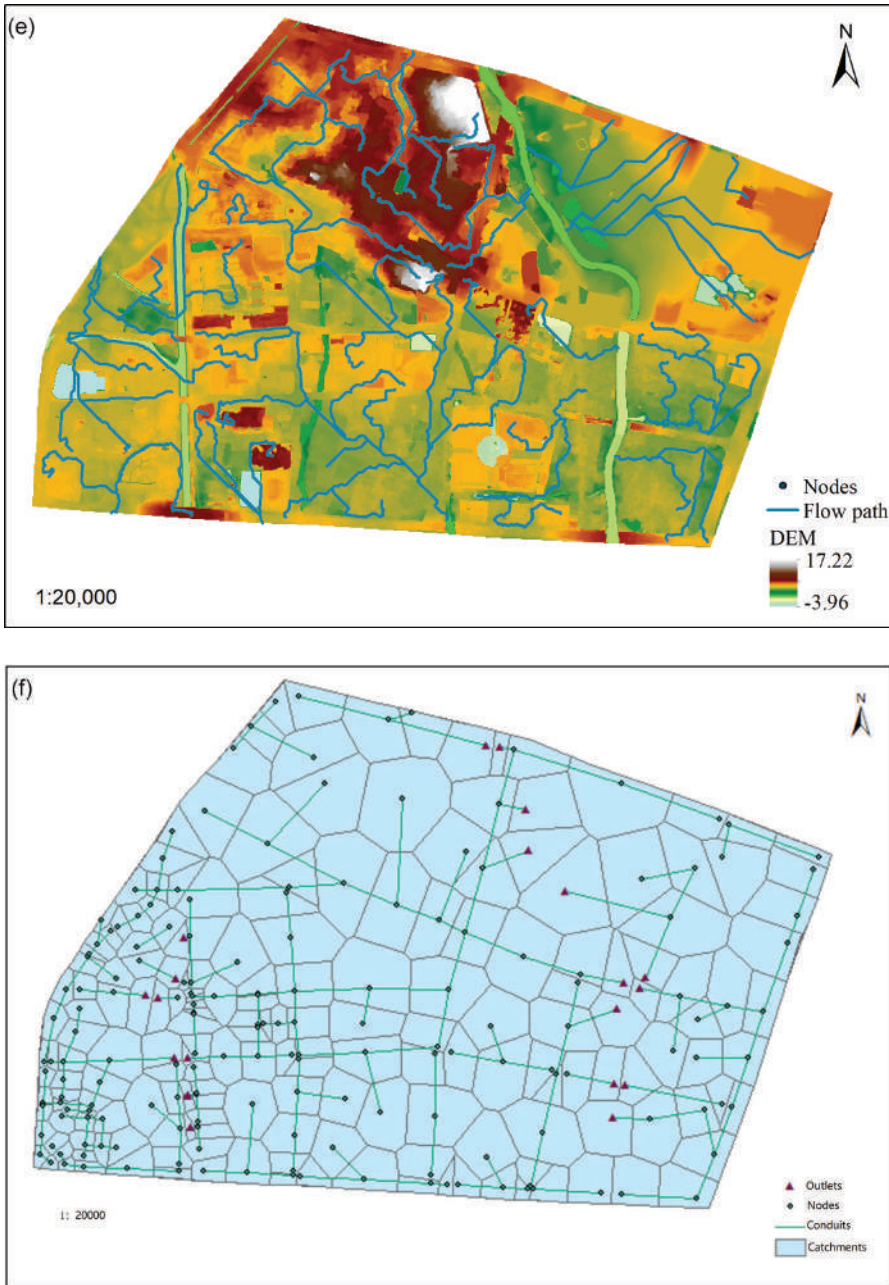 (e)
N
Nodes
Flow path
DEM
17.22
-3.96
1:20,000
(f)
N
Outlets
Nodes
Conduits
Catchments
1: 20000